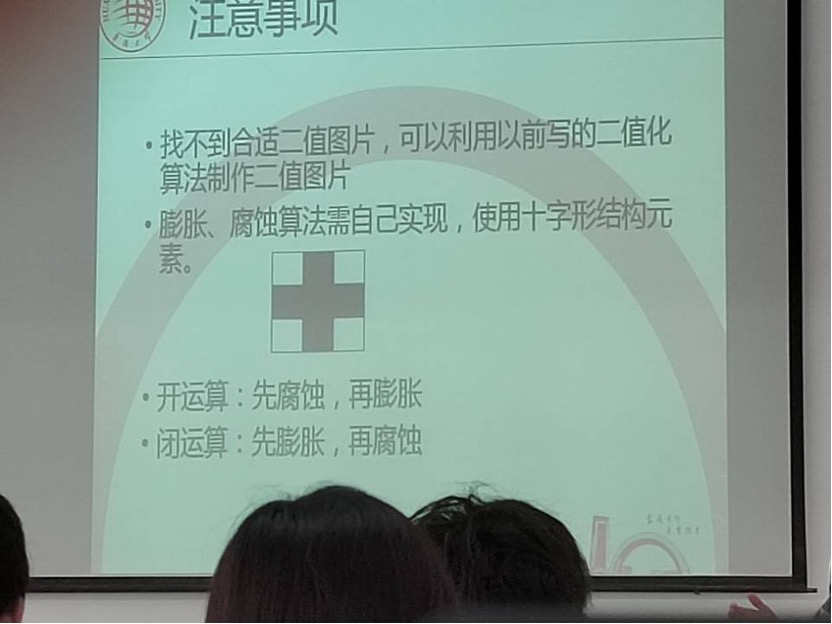 注意事项
• 找不到合适二值图片，可以利用以前写的二值化
算法制作二值图片
• 膨胀、腐蚀算法需自己实现，使用十字形结构元
素。
• 开运算：先腐蚀，再膨胀
• 闭运算：先膨胀，再腐蚀